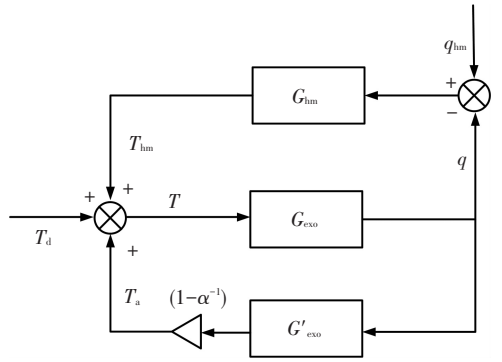 q_hm
+
−
G_hm
T_hm
q
+
+
T
G_exo
T_d
+
T_a
(1−α⁻¹)
G'_exo